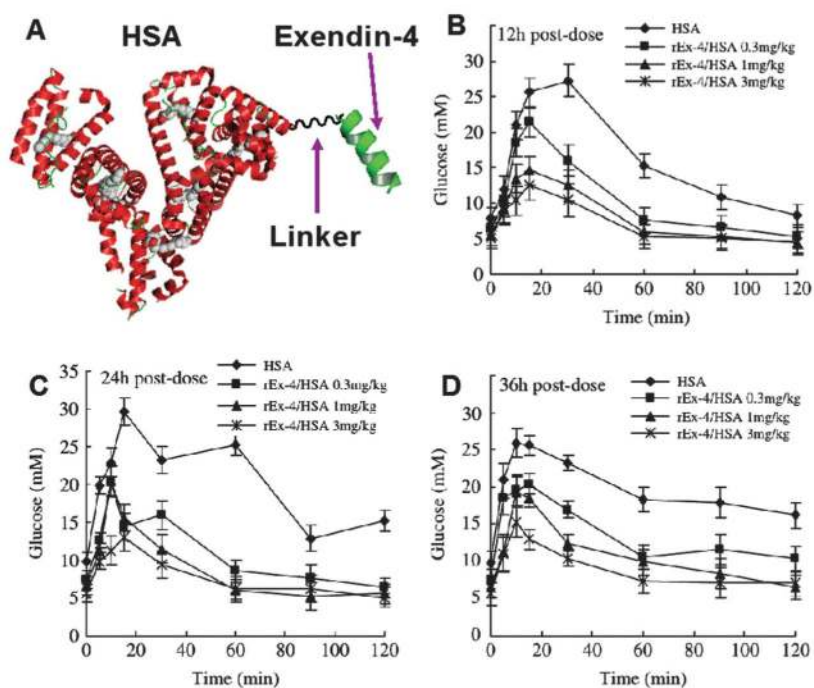 A
HSA
Exendin-4
Linker
B
12h post-dose
HSA
rEx-4/HSA 0.3mg/kg
rEx-4/HSA 1mg/kg
rEx-4/HSA 3mg/kg
Glucose (mM)
35
30
25
20
15
10
5
0
0 20 40 60 80 100 120
Time (min)
C
24h post-dose
HSA
rEx-4/HSA 0.3mg/kg
rEx-4/HSA 1mg/kg
rEx-4/HSA 3mg/kg
Glucose (mM)
35
30
25
20
15
10
5
0
0 20 40 60 80 100 120
Time (min)
D
36h post-dose
HSA
rEx-4/HSA 0.3mg/kg
rEx-4/HSA 1mg/kg
rEx-4/HSA 3mg/kg
Glucose (mM)
35
30
25
20
15
10
5
0
0 20 40 60 80 100 120
Time (min)